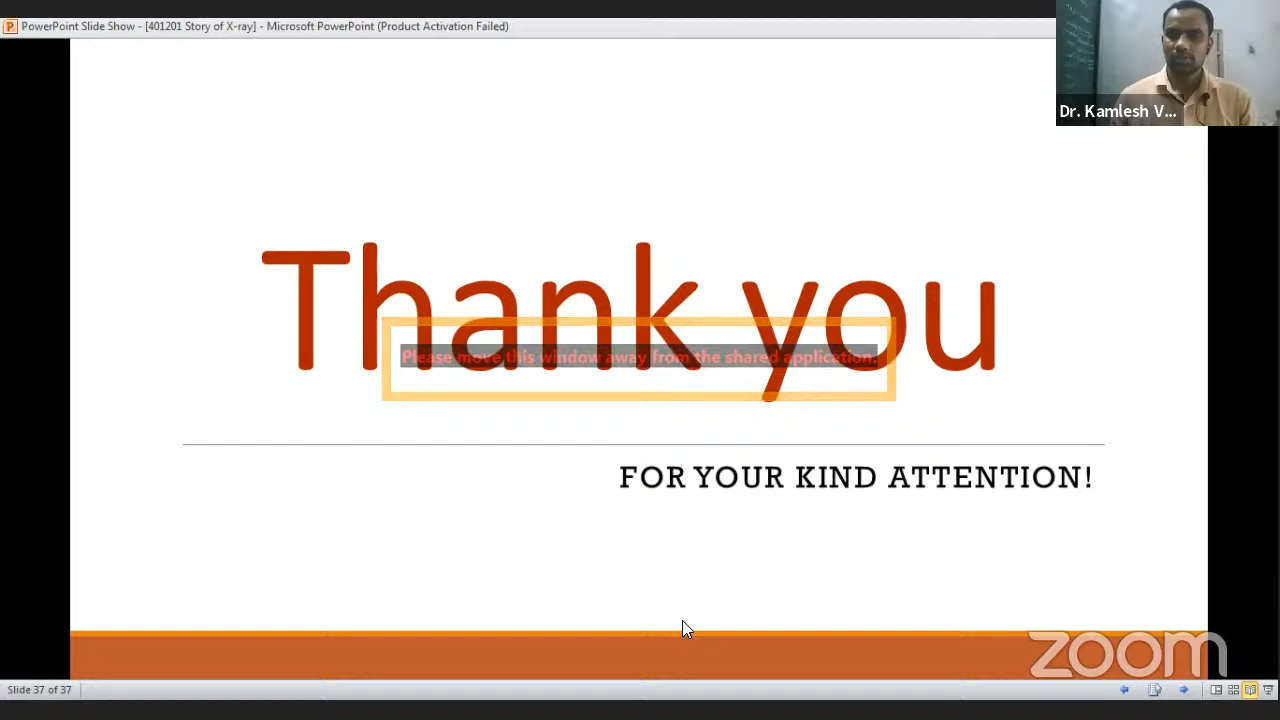 PowerPoint Slide Show - [401201 Story of X-ray] - Microsoft PowerPoint (Product Activation Failed)
Dr. Kamlesh V...
Thank you
Please move this window away from the shared application.
FOR YOUR KIND ATTENTION!
zoom
Slide 37 of 37